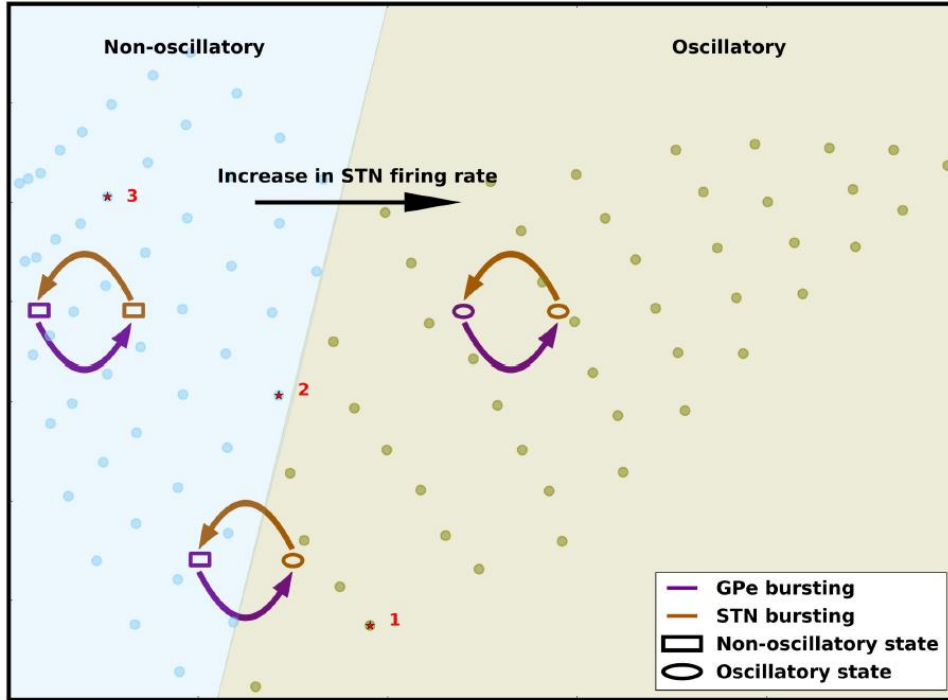 Non-oscillatory
Oscillatory
Increase in STN firing rate
3
2
1
GPe bursting
STN bursting
Non-oscillatory state
Oscillatory state